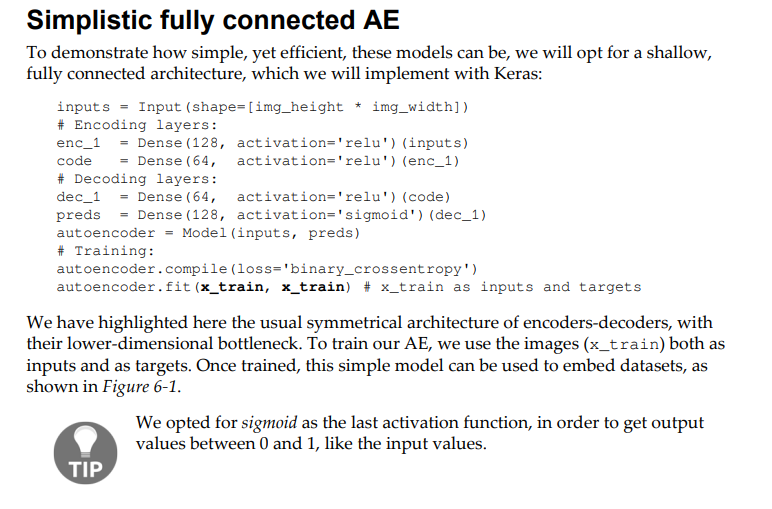 Simplistic fully connected AE
To demonstrate how simple, yet efficient, these models can be, we will opt for a shallow,
fully connected architecture, which we will implement with Keras:
inputs = Input(shape=[img_height * img_width])
# Encoding layers:
enc_1  = Dense(128, activation='relu')(inputs)
code   = Dense(64,  activation='relu')(enc_1)
# Decoding layers:
dec_1  = Dense(64,  activation='relu')(code)
preds  = Dense(128, activation='sigmoid')(dec_1)
autoencoder = Model(inputs, preds)
# Training:
autoencoder.compile(loss='binary_crossentropy')
autoencoder.fit(x_train, x_train) # x_train as inputs and targets
We have highlighted here the usual symmetrical architecture of encoders-decoders, with
their lower-dimensional bottleneck. To train our AE, we use the images (x_train) both as
inputs and as targets. Once trained, this simple model can be used to embed datasets, as
shown in Figure 6-1.
We opted for sigmoid as the last activation function, in order to get output
values between 0 and 1, like the input values.
TIP